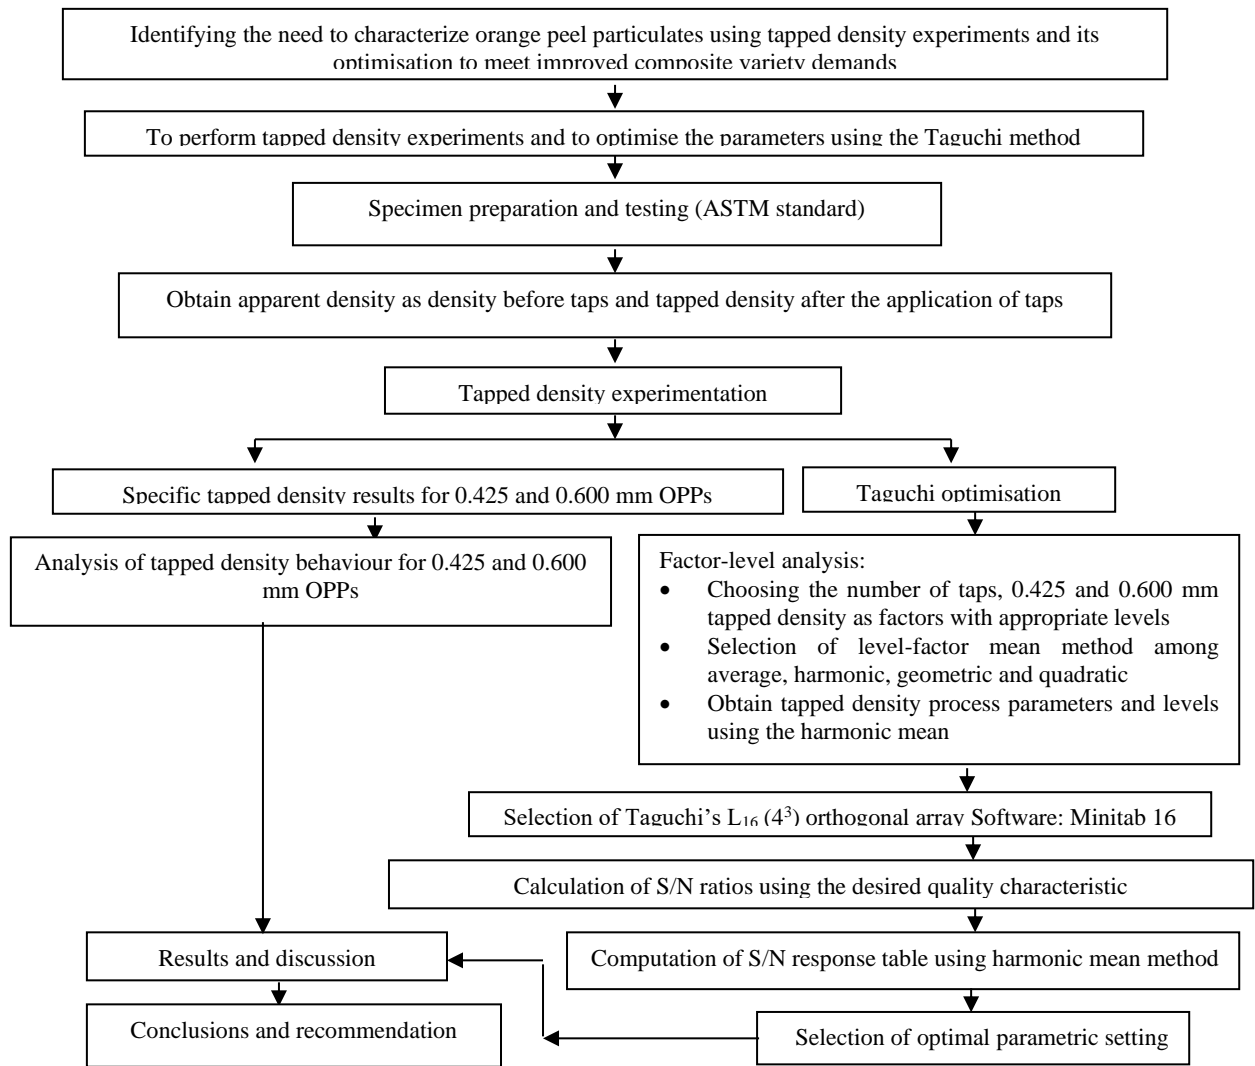 Identifying the need to characterize orange peel particulates using tapped density experiments and its
optimisation to meet improved composite variety demands
To perform tapped density experiments and to optimise the parameters using the Taguchi method
Specimen preparation and testing (ASTM standard)
Obtain apparent density as density before taps and tapped density after the application of taps
Tapped density experimentation
Specific tapped density results for 0.425 and 0.600 mm OPPs
Analysis of tapped density behaviour for 0.425 and 0.600
mm OPPs
Taguchi optimisation
Factor-level analysis:
• Choosing the number of taps, 0.425 and 0.600 mm
tapped density as factors with appropriate levels
• Selection of level-factor mean method among
average, harmonic, geometric and quadratic
• Obtain tapped density process parameters and levels
using the harmonic mean
Selection of Taguchi's L₁₆ (4³) orthogonal array Software: Minitab 16
Calculation of S/N ratios using the desired quality characteristic
Computation of S/N response table using harmonic mean method
Selection of optimal parametric setting
Results and discussion
Conclusions and recommendation